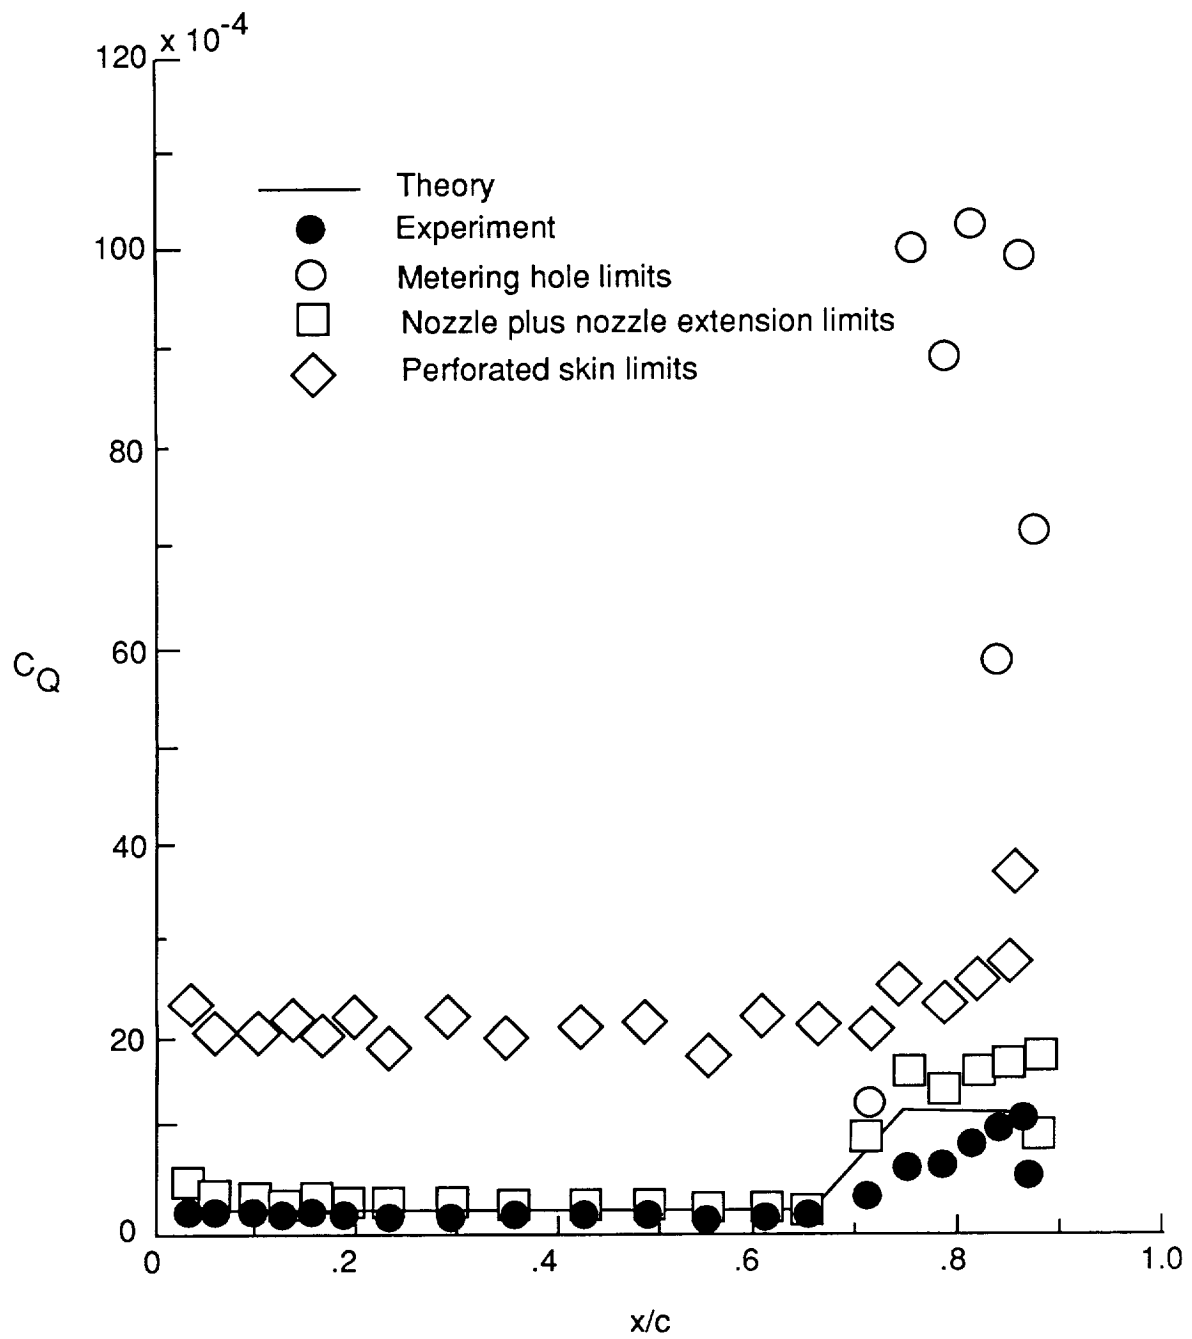 120 x 10-4
Theory
Experiment
100
Metering hole limits
Nozzle plus nozzle extension limits
Perforated skin limits
80
60
CQ
40
20
0
0 .2 .4 .6 .8 1.0
x/c